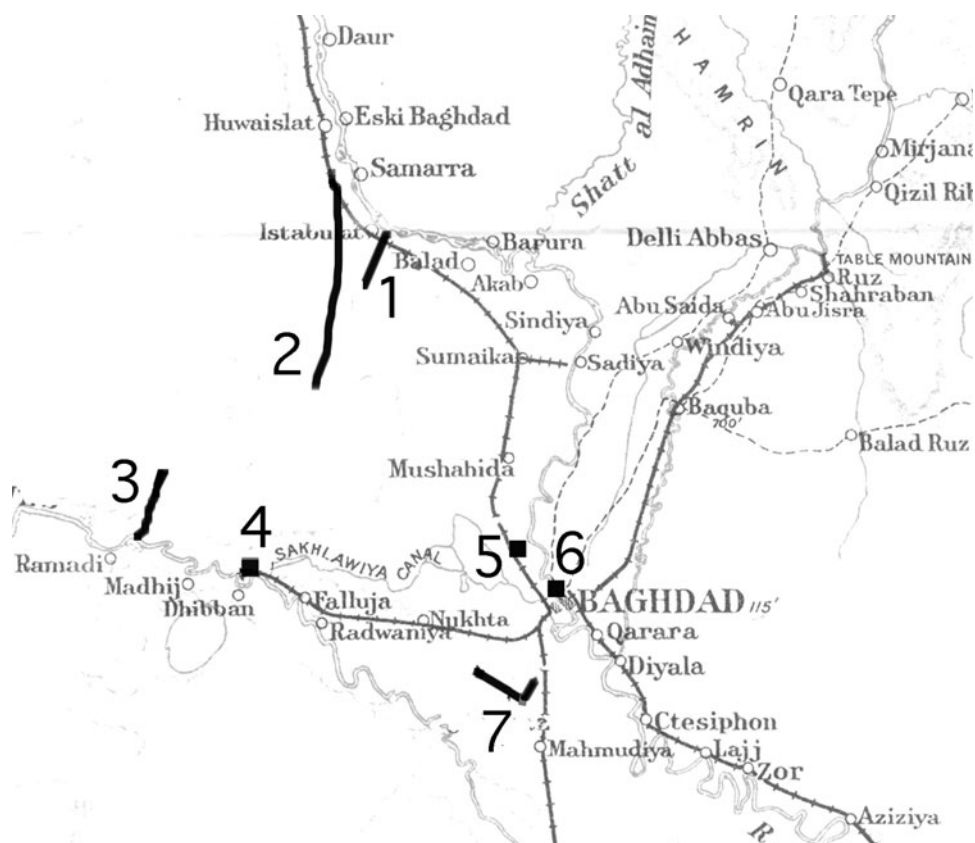 Daur
HAMRIN
Shatt al Adhaim
Qara Tepe
Huwaislat
Eski Baghdad
Samarra
Mirjana
Qizil Rib
Istabulat
Barura
Delli Abbas
Balad
1
Akab
TABLE MOUNTAIN
Ruz
Shahraban
2
Sindiya
Abu Saida
Abu Jisra
Windiya
Sumaika
Sadiya
Baquba
700'
Balad Ruz
3
Mushahida
4
SAKHLAWIYA CANAL
5
6
Ramadi
Madhij
Dhibban
Falluja
BAGHDAD 115'
Radwaniya
Nukhta
Qarara
Diyala
7
Ctesiphon
Mahmudiya
Lajj
Zor
Aziziya
R